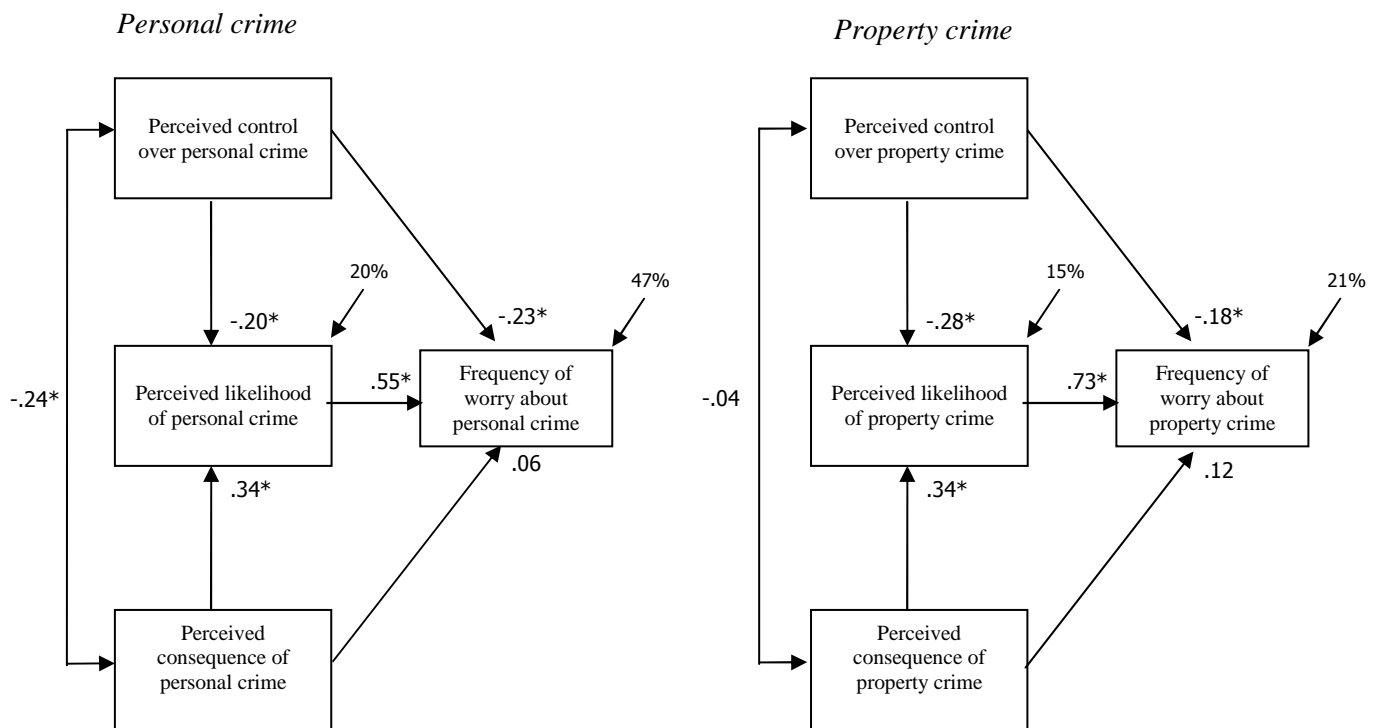 Personal crime
Perceived control
over personal crime
20%
47%
-.20*
-.23*
-.24*
Perceived likelihood
of personal crime
.55*
Frequency of
worry about
personal crime
.34*
.06
Perceived
consequence of
personal crime
Property crime
Perceived control
over property crime
15%
21%
-.28*
-.18*
-.04
Perceived likelihood
of property crime
.73*
Frequency of
worry about
property crime
.34*
.12
Perceived
consequence of
property crime